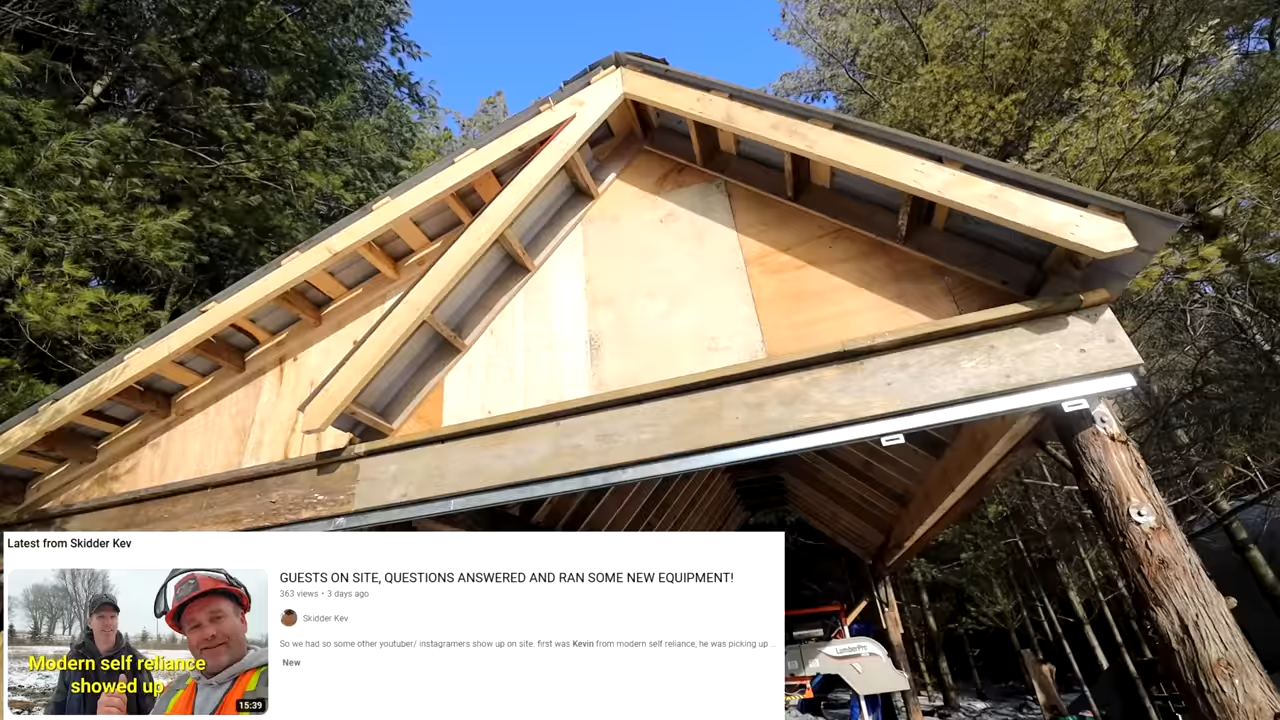 Latest from Skidder Kev
GUESTS ON SITE, QUESTIONS ANSWERED AND RAN SOME NEW EQUIPMENT!
363 views • 3 days ago
Skidder Kev
So we had so some other youtuber/ instagramers show up on site. first was Kevin from modern self reliance, he was picking up ...
New
Modern self reliance
showed up
15:39
LumberPro